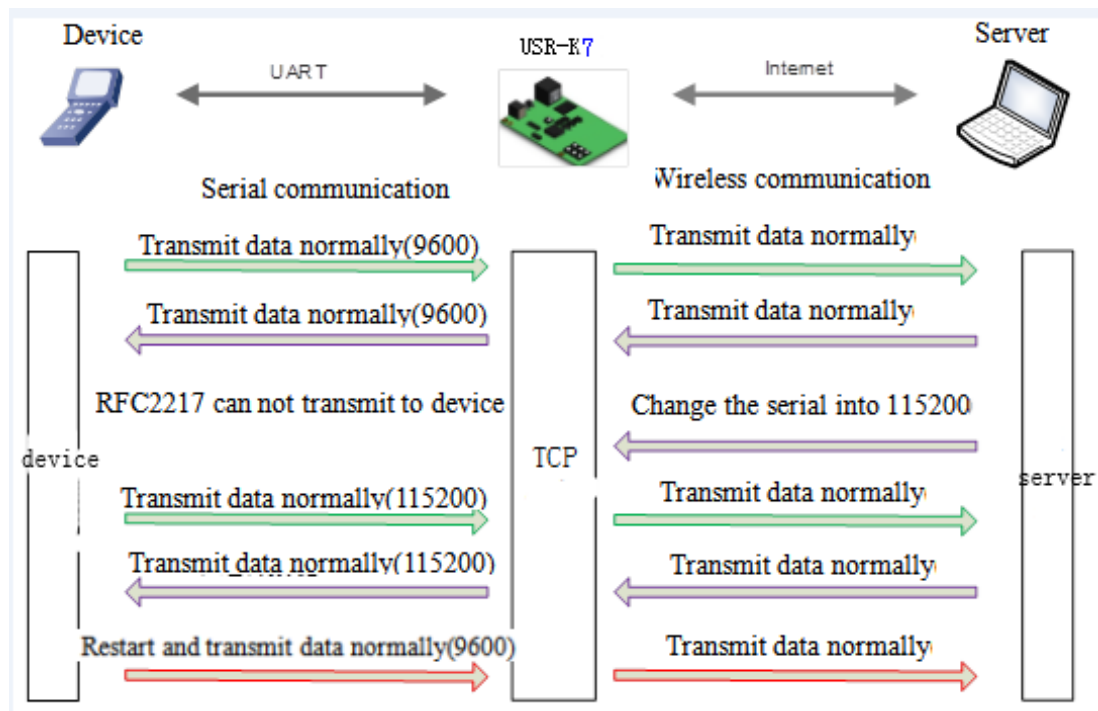 Device
USR-K7
Server
UART
Internet
Serial communication
Wireless communication
Transmit data normally(9600)
Transmit data normally
Transmit data normally(9600)
Transmit data normally
RFC2217 can not transmit to device
Change the serial into 115200
device
TCP
server
Transmit data normally(115200)
Transmit data normally
Transmit data normally(115200)
Transmit data normally
Restart and transmit data normally(9600)
Transmit data normally